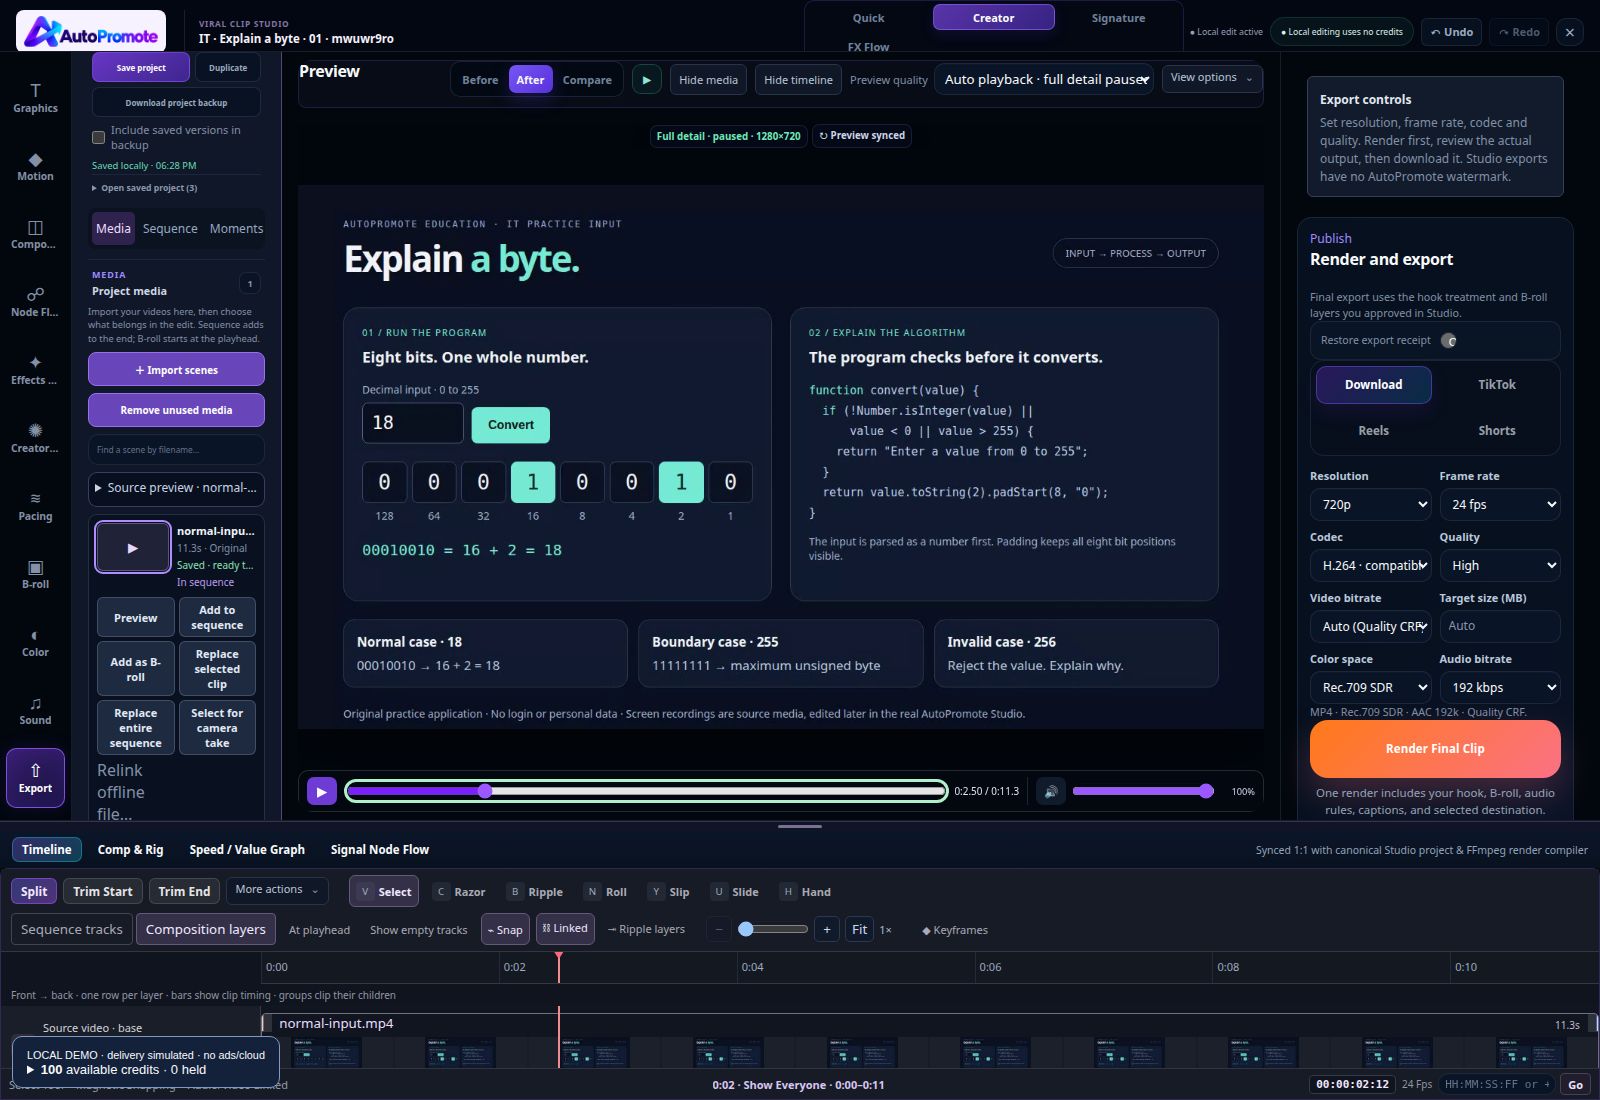 AutoPromote
VIRAL CLIP STUDIO
IT · Explain a byte · 01 · mwuwr9ro
Quick
Creator
Signature
FX Flow
● Local edit active
● Local editing uses no credits
↶ Undo
↷ Redo
✕
T
Graphics
Motion
Compo...
Node Fl...
Effects ...
Creator...
Pacing
B-roll
Color
Sound
Export
Save project
Duplicate
Download project backup
Include saved versions in
backup
Saved locally · 06:28 PM
▶ Open saved project (3)
Media
Sequence
Moments
MEDIA
Project media
1
Import your videos here, then choose
what belongs in the edit. Sequence adds
to the end; B-roll starts at the playhead.
+ Import scenes
Remove unused media
Find a scene by filename...
▶ Source preview · normal-...
normal-inpu...
11.3s · Original
Saved · ready t...
In sequence
Preview
Add to
sequence
Add as B-
roll
Replace
selected
clip
Replace
entire
sequence
Select for
camera
take
Relink
offline
file...
Preview
Before
After
Compare
▶
Hide media
Hide timeline
Preview quality
Auto playback · full detail pause
View options
Full detail · paused · 1280×720
↻ Preview synced
AUTOPROMOTE EDUCATION · IT PRACTICE INPUT
Explain a byte.
INPUT → PROCESS → OUTPUT
01 / RUN THE PROGRAM
Eight bits. One whole number.
Decimal input · 0 to 255
18
Convert
0 0 0 1 0 0 1 0
128 64 32 16 8 4 2 1
00010010 = 16 + 2 = 18
02 / EXPLAIN THE ALGORITHM
The program checks before it converts.
function convert(value) {
if (!Number.isInteger(value) ||
value < 0 || value > 255) {
return "Enter a value from 0 to 255";
}
return value.toString(2).padStart(8, "0");
}
The input is parsed as a number first. Padding keeps all eight bit positions
visible.
Normal case · 18
00010010 → 16 + 2 = 18
Boundary case · 255
11111111 → maximum unsigned byte
Invalid case · 256
Reject the value. Explain why.
Original practice application · No login or personal data · Screen recordings are source media, edited later in the real AutoPromote Studio.
0:2.50 / 0:11.3
100%
Export controls
Set resolution, frame rate, codec and
quality. Render first, review the actual
output, then download it. Studio exports
have no AutoPromote watermark.
Publish
Render and export
Final export uses the hook treatment and B-roll
layers you approved in Studio.
Restore export receipt
Download
TikTok
Reels
Shorts
Resolution
Frame rate
720p
24 fps
Codec
Quality
H.264 · compatib
High
Video bitrate
Target size (MB)
Auto (Quality CRF
Auto
Color space
Audio bitrate
Rec.709 SDR
192 kbps
MP4 · Rec.709 SDR · AAC 192k · Quality CRF.
Render Final Clip
One render includes your hook, B-roll, audio
rules, captions, and selected destination.
Timeline
Comp & Rig
Speed / Value Graph
Signal Node Flow
Synced 1:1 with canonical Studio project & FFmpeg render compiler
Split
Trim Start
Trim End
More actions
V Select
C Razor
B Ripple
N Roll
Y Slip
U Slide
H Hand
Sequence tracks
Composition layers
At playhead
Show empty tracks
Snap
Linked
Ripple layers
−
+
Fit
1×
◆ Keyframes
0:00
0:02
0:04
0:06
0:08
0:10
Front → back · one row per layer · bars show clip timing · groups clip their children
Source video · base
normal-input.mp4
11.3s
LOCAL DEMO · delivery simulated · no ads/cloud
▶ 100 available credits · 0 held
0:02 · Show Everyone · 0:00–0:11
00:00:02:12
24 Fps
HH:MM:SS:FF or +
Go